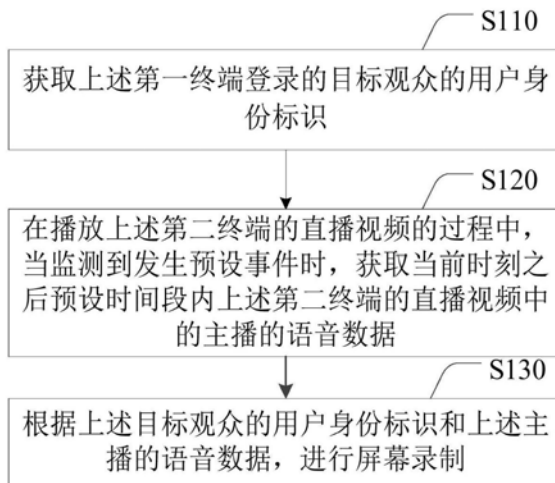 S110
获取上述第一终端登录的目标观众的用户身
份标识
S120
在播放上述第二终端的直播视频的过程中，
当监测到发生预设事件时，获取当前时刻之
后预设时间段内上述第二终端的直播视频中
的主播的语音数据
S130
根据上述目标观众的用户身份标识和上述主
播的语音数据，进行屏幕录制